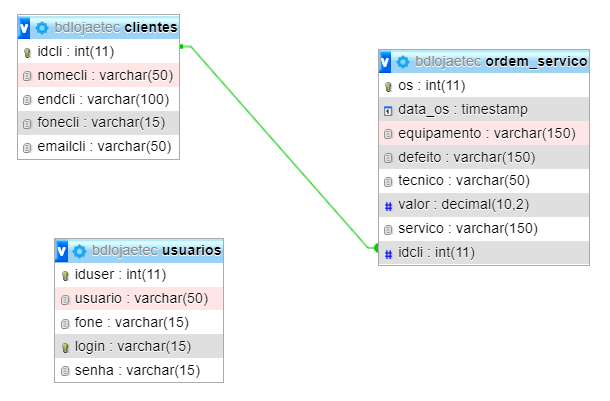 bdlojaetec clientes
idcli : int(11)
nomecli : varchar(50)
endcli : varchar(100)
fonecli : varchar(15)
emailcli : varchar(50)
bdlojaetec ordem_servico
os : int(11)
data_os : timestamp
equipamento : varchar(150)
defeito : varchar(150)
tecnico : varchar(50)
valor : decimal(10,2)
servico : varchar(150)
idcli : int(11)
bdlojaetec usuarios
iduser : int(11)
usuario : varchar(50)
fone : varchar(15)
login : varchar(15)
senha : varchar(15)